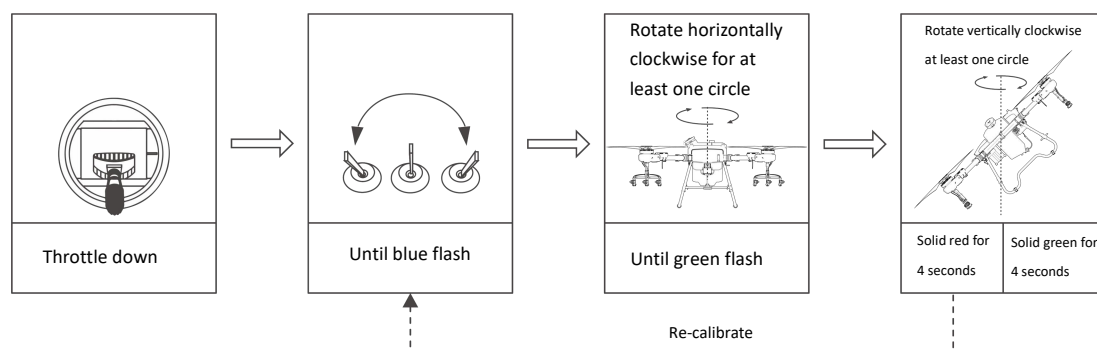 Throttle down
Until blue flash
Rotate horizontally
clockwise for at
least one circle
Until green flash
Rotate vertically clockwise
at least one circle
Solid red for
4 seconds
Solid green for
4 seconds
Re-calibrate